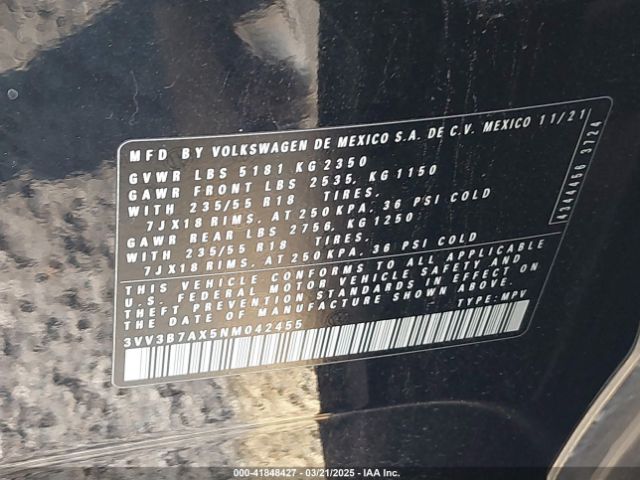 MFD BY VOLKSWAGEN DE MEXICO S.A. DE C.V. MEXICO 11/21
GVWR LBS 5181 KG 2350
GAWR FRONT LBS 2535, KG 1150
WITH 235/55 R18 TIRES.
7JX18 RIMS, AT 250 KPA, 36 PSI COLD
GAWR REAR LBS 2756, KG 1250
WITH 235/55 R18 TIRES.
7JX18 RIMS, AT 250 KPA, 36 PSI COLD
THIS VEHICLE CONFORMS TO ALL APPLICABLE
U.S. FEDERAL MOTOR VEHICLE SAFETY AND
THEFT PREVENTION STANDARDS IN EFFECT ON
THE DATE OF MANUFACTURE SHOWN ABOVE.
3VV3B7AX5NM042455 TYPE: MPV
3724
000-41848427 - 03/21/2025 - IAA Inc.